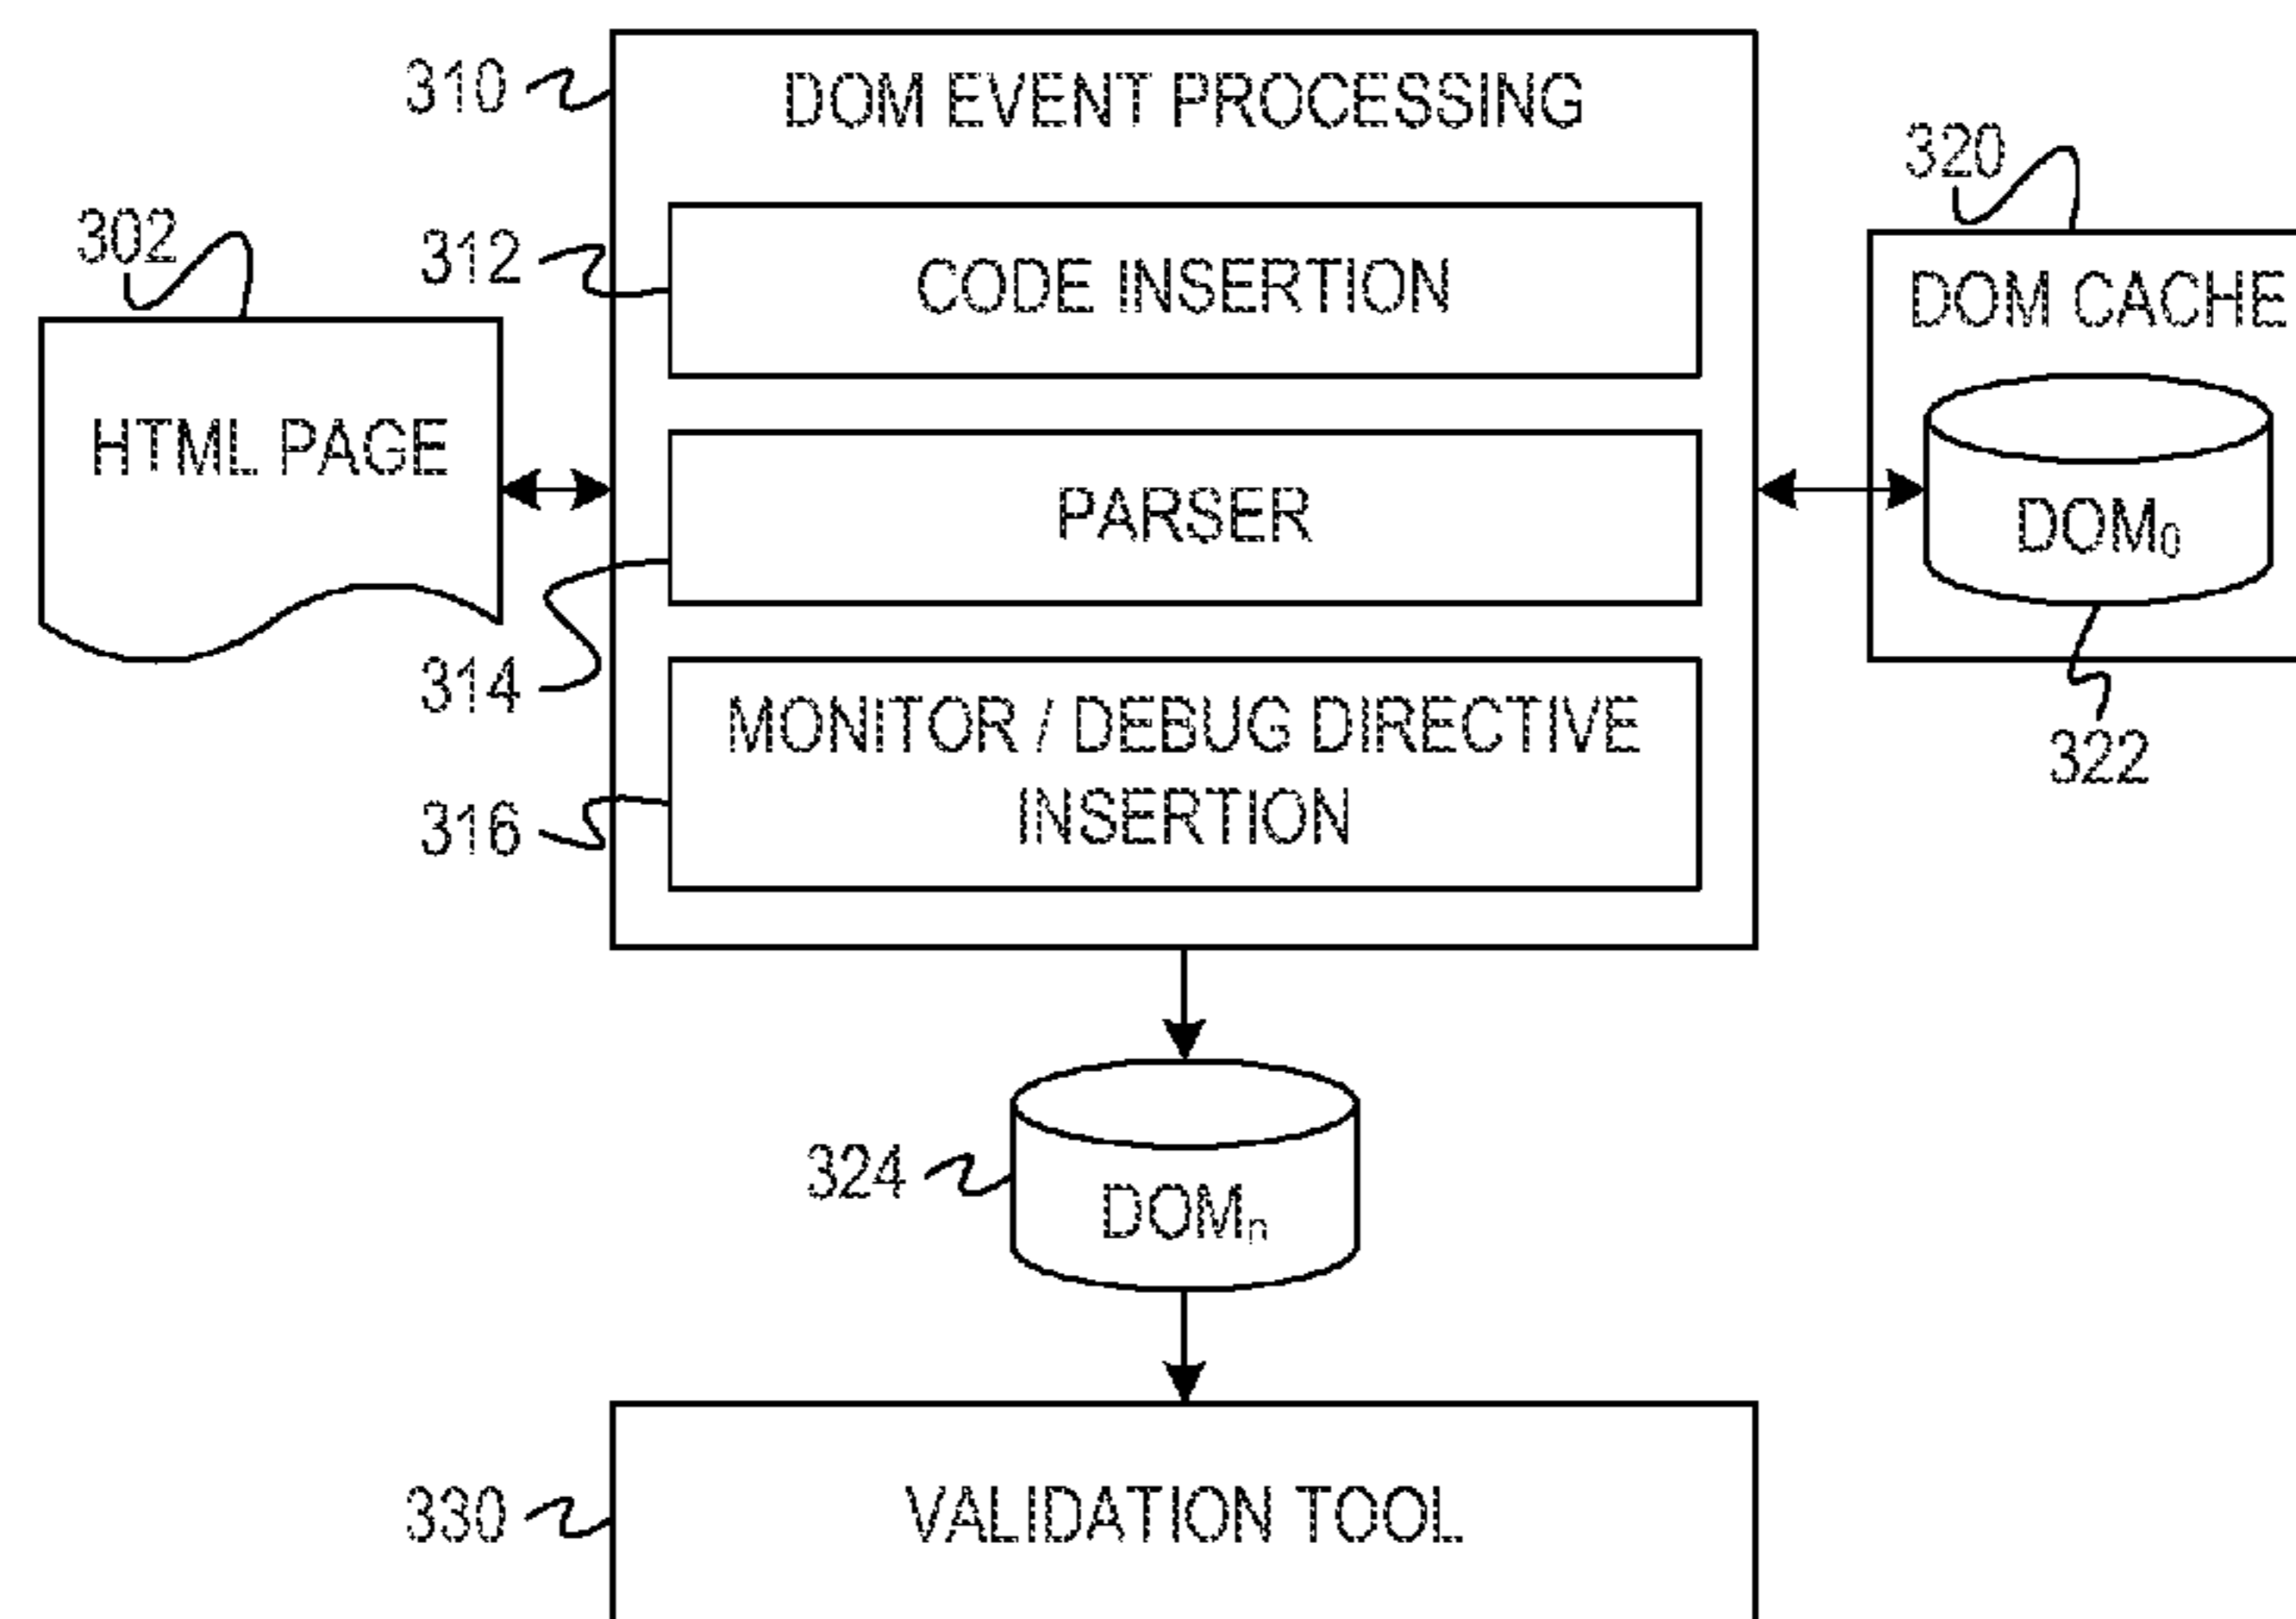 310
DOM EVENT PROCESSING
320
302
312
CODE INSERTION
DOM CACHE
HTML PAGE
PARSER
DOM₀
314
MONITOR / DEBUG DIRECTIVE
INSERTION
322
316
324
DOMₙ
330
VALIDATION TOOL